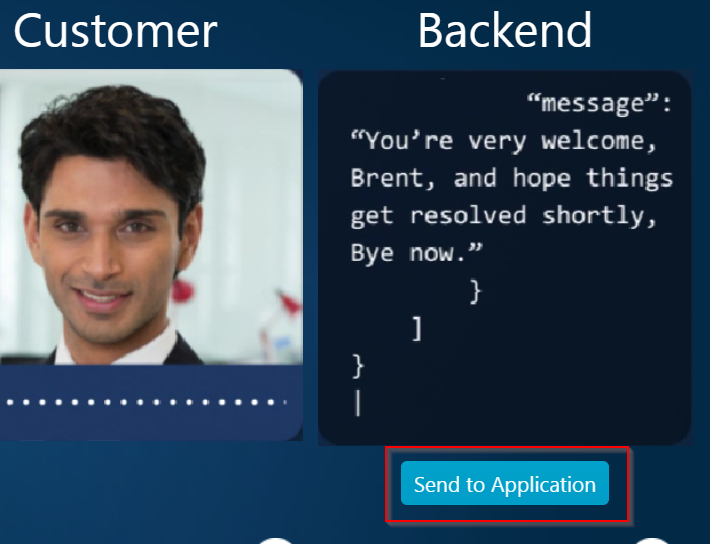 Customer
Backend
“message”:
“You’re very welcome,
Brent, and hope things
get resolved shortly,
Bye now.”
}
]
}
|
Send to Application